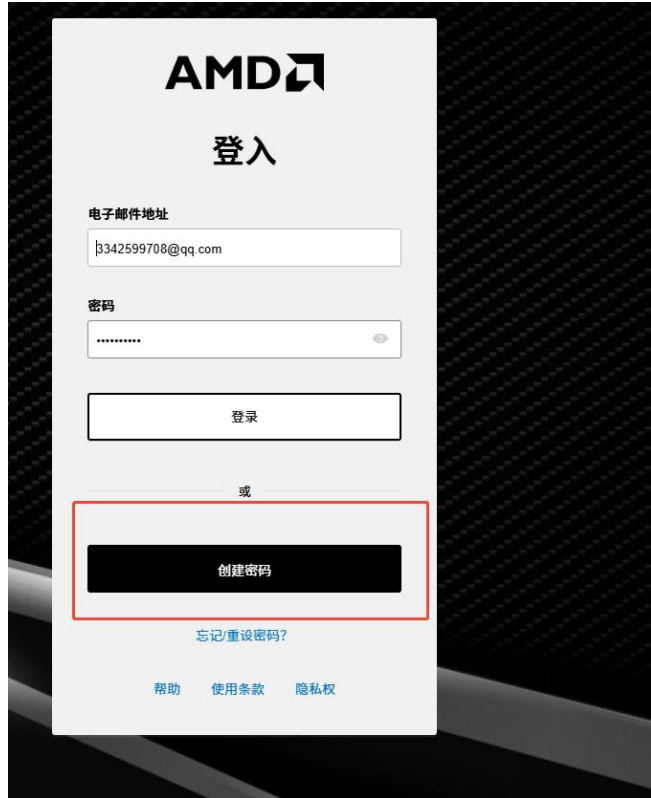 AMD
登入
电子邮件地址
3342599708@qq.com
密码
••••••••••
登录
或
创建密码
忘记/重设密码?
帮助 使用条款 隐私权